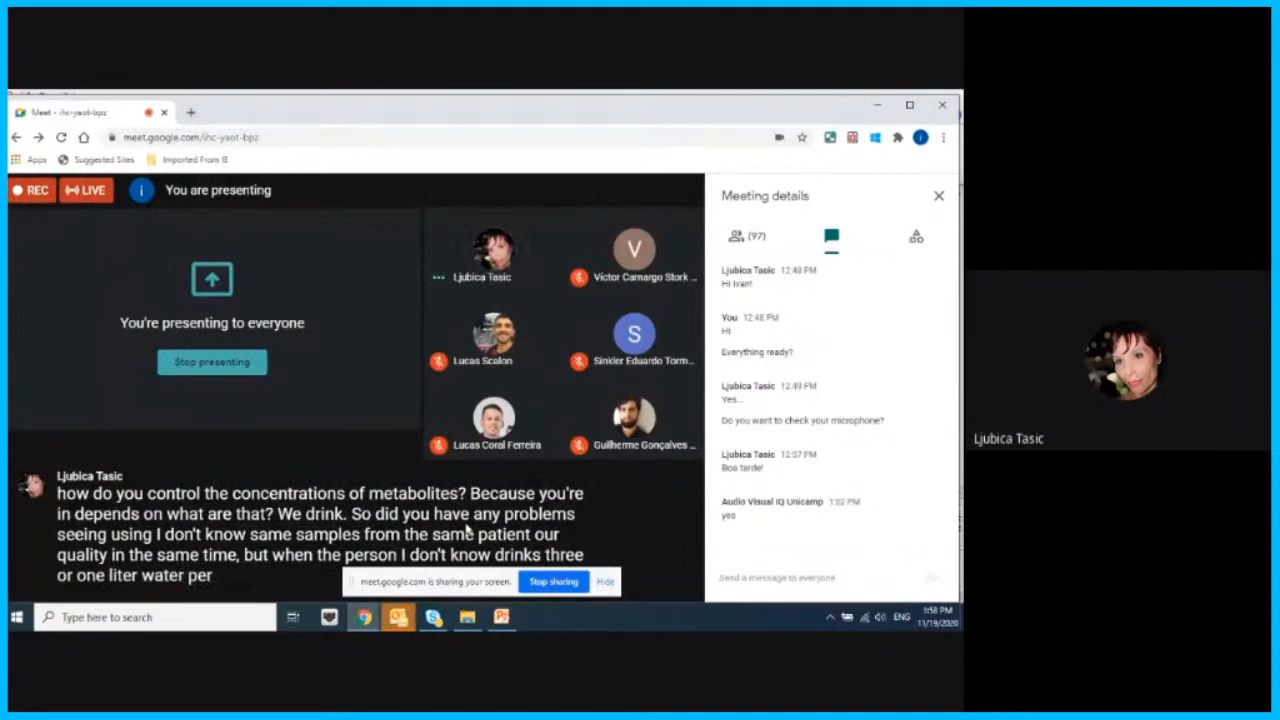 Meet - ihc-yaot-bpz
meet.google.com/ihc-yaot-bpz
Apps
Suggested Sites
Imported From IE
REC
LIVE
You are presenting
You're presenting to everyone
Stop presenting
Ljubica Tasic
V
Victor Camargo Stork ...
Lucas Scalon
S
Sinkler Eduardo Torm...
Lucas Coral Ferreira
Guilherme Gonçalves ...
Ljubica Tasic
how do you control the concentrations of metabolites? Because you're
in depends on what are that? We drink. So did you have any problems
seeing using I don't know same samples from the same patient our
quality in the same time, but when the person I don't know drinks three
or one liter water per
meet.google.com is sharing your screen.
Stop sharing
Hide
Meeting details
(97)
Ljubica Tasic 12:48 PM
Hi Ivan!
You 12:48 PM
Hi
Everything ready?
Ljubica Tasic 12:49 PM
Yes...
Do you want to check your microphone?
Ljubica Tasic 12:57 PM
Boa tarde!
Audio Visual IQ Unicamp 1:02 PM
yes
Send a message to everyone
Type here to search
ENG
1:58 PM
11/19/2020
Ljubica Tasic